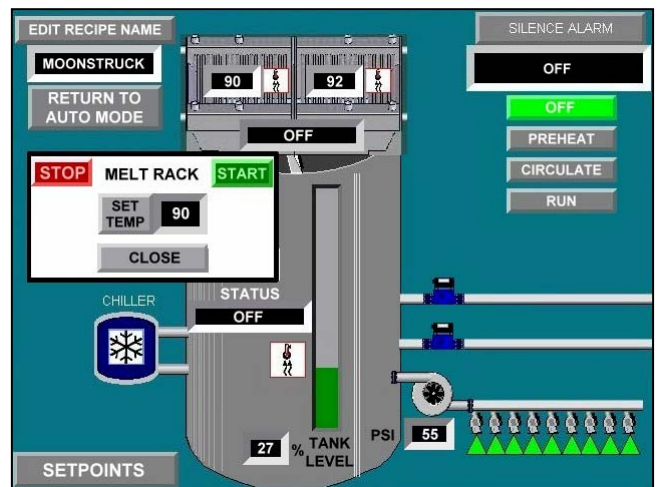 EDIT RECIPE NAME
MOONSTRUCK
RETURN TO
AUTO MODE
90
92
OFF
SILENCE ALARM
OFF
OFF
PREHEAT
CIRCULATE
RUN
STOP
MELT RACK
START
SET
TEMP
90
CLOSE
CHILLER
STATUS
OFF
27
%
TANK
LEVEL
PSI
55
SETPOINTS